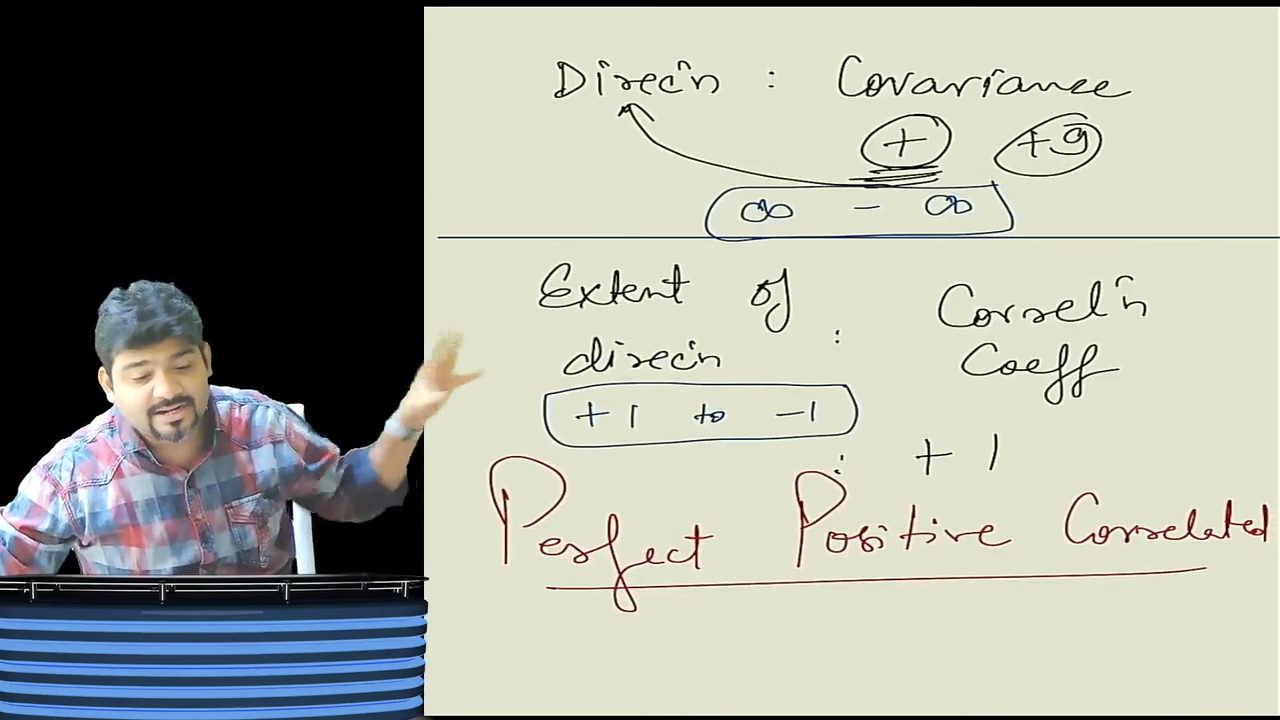 Direc'n : Covariance
+ +9
∞ - ∞
Extent of
direc'n : Correl'n
Coeff
+1 to -1
: +1
Perfect Positive Correlated